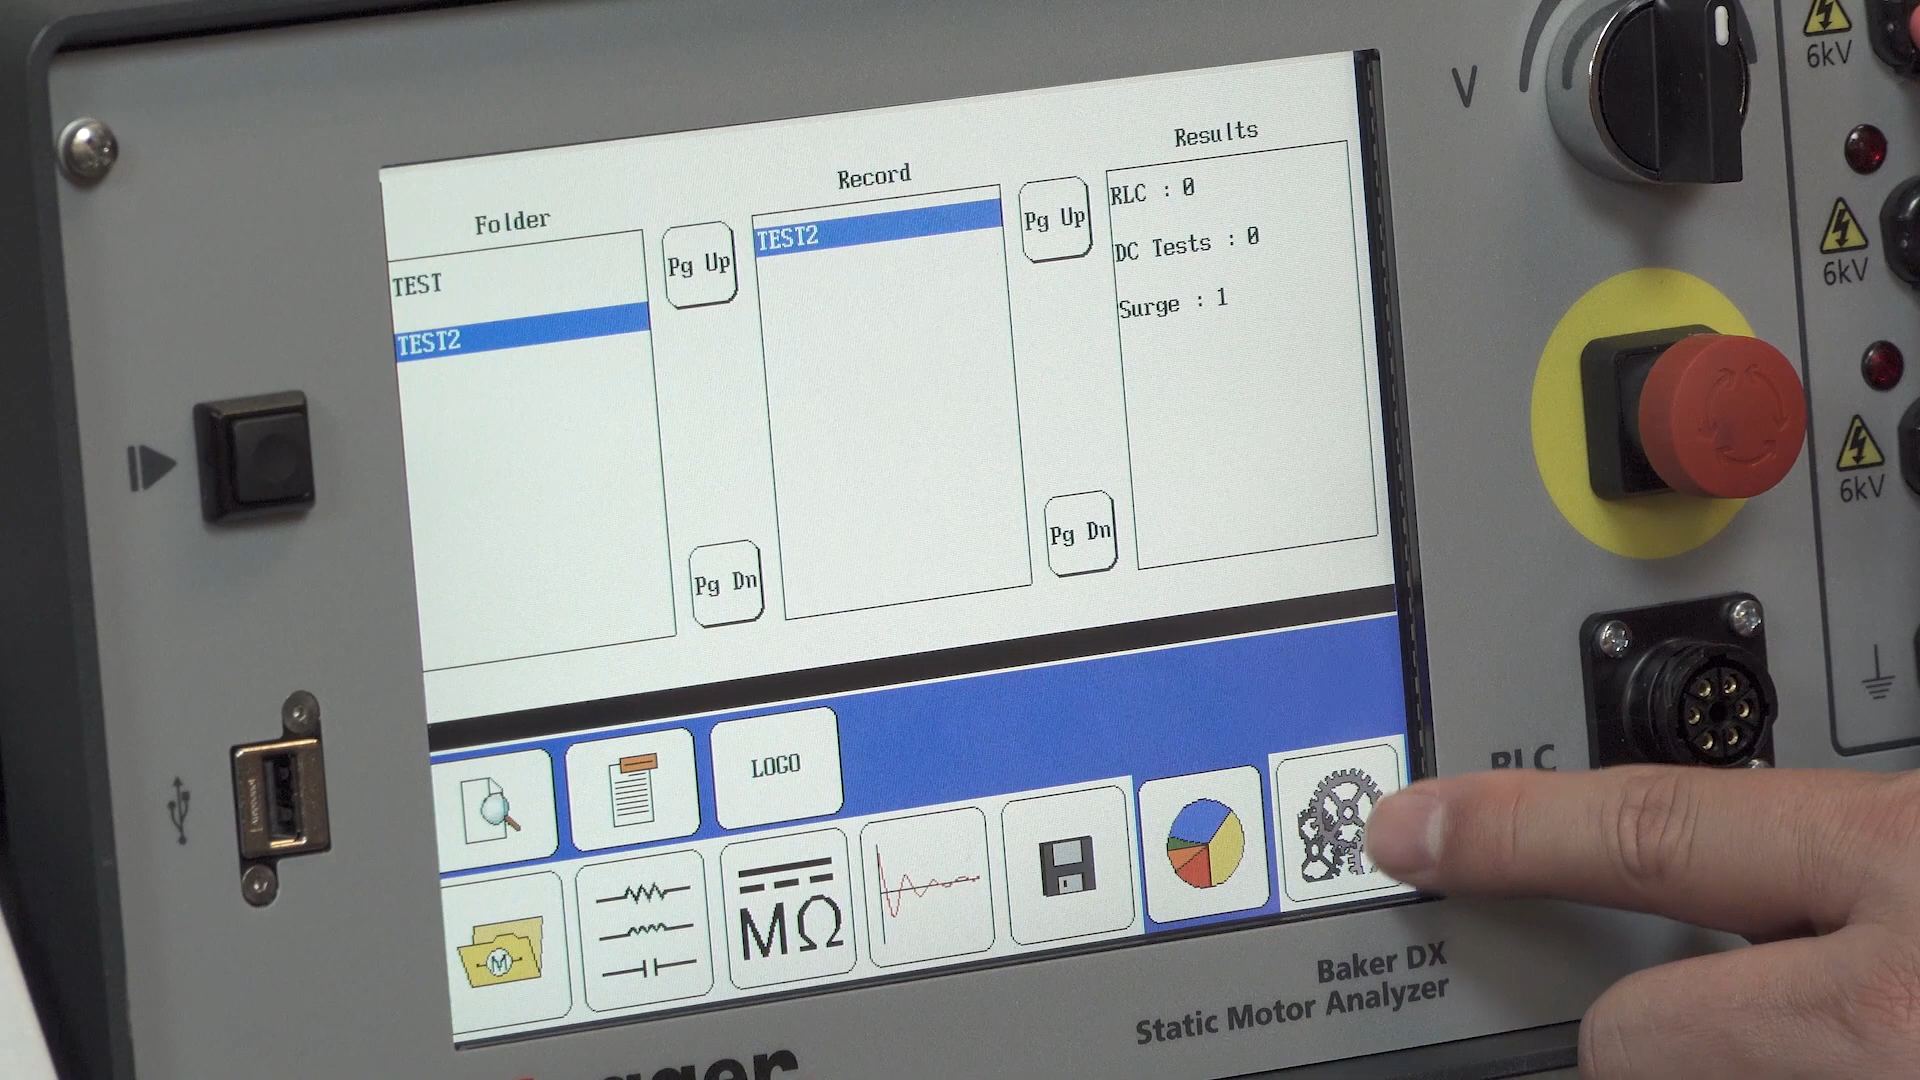 Folder
TEST
TEST2
Pg Up
Pg Dn
Record
TEST2
Pg Up
Pg Dn
Results
RLC : 0
DC Tests : 0
Surge : 1
LOGO
MΩ
M
V
6kV
6kV
6kV
RLC
Baker DX
Static Motor Analyzer